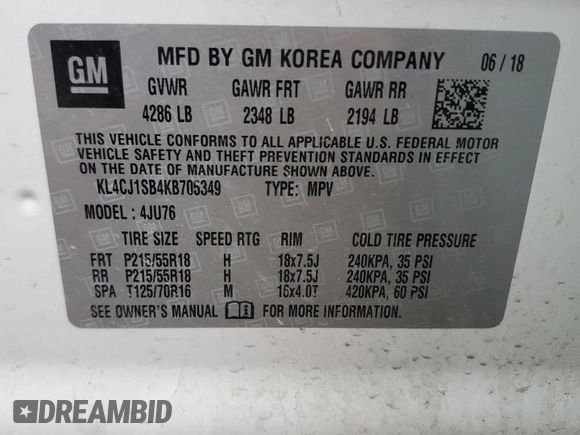 GM
MFD BY GM KOREA COMPANY 06/18
GVWR GAWR FRT GAWR RR
4286 LB 2348 LB 2194 LB
THIS VEHICLE CONFORMS TO ALL APPLICABLE U.S. FEDERAL MOTOR
VEHICLE SAFETY AND THEFT PREVENTION STANDARDS IN EFFECT
ON THE DATE OF MANUFACTURE SHOWN ABOVE.
KL4CJ1SB4KB705349 TYPE: MPV
MODEL: 4JU76
TIRE SIZE SPEED RTG RIM COLD TIRE PRESSURE
FRT P215/55R18 H 18x7.5J 240KPA, 35 PSI
RR P215/55R18 H 18x7.5J 240KPA, 35 PSI
SPA T125/70R16 M 16x4.0T 420KPA, 60 PSI
SEE OWNER'S MANUAL FOR MORE INFORMATION.
DREAMBID